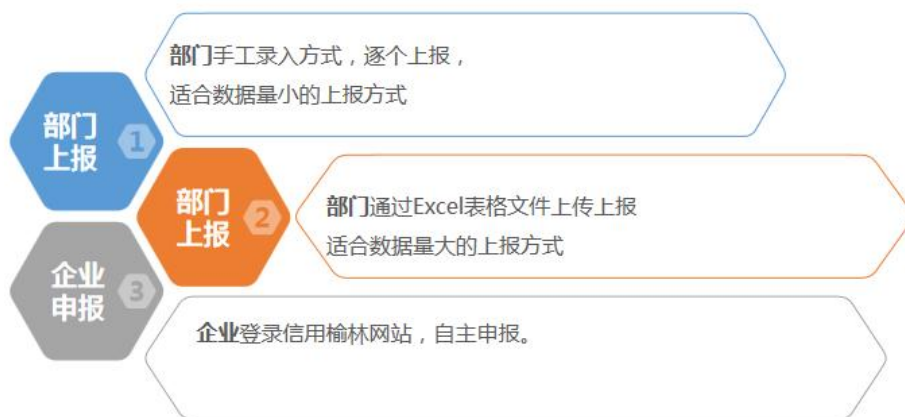 部门
上报
1
部门手工录入方式，逐个上报，
适合数据量小的上报方式
部门
上报
2
部门通过Excel表格文件上传上报
适合数据量大的上报方式
企业
申报
3
企业登录信用榆林网站，自主申报。